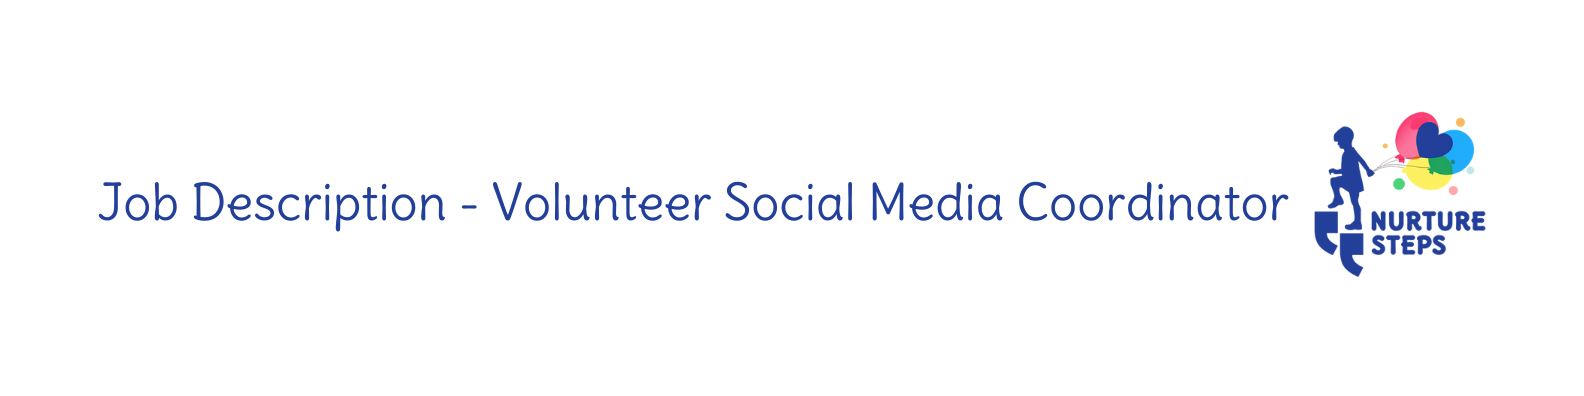 Job Description - Volunteer Social Media Coordinator
NURTURE
STEPS